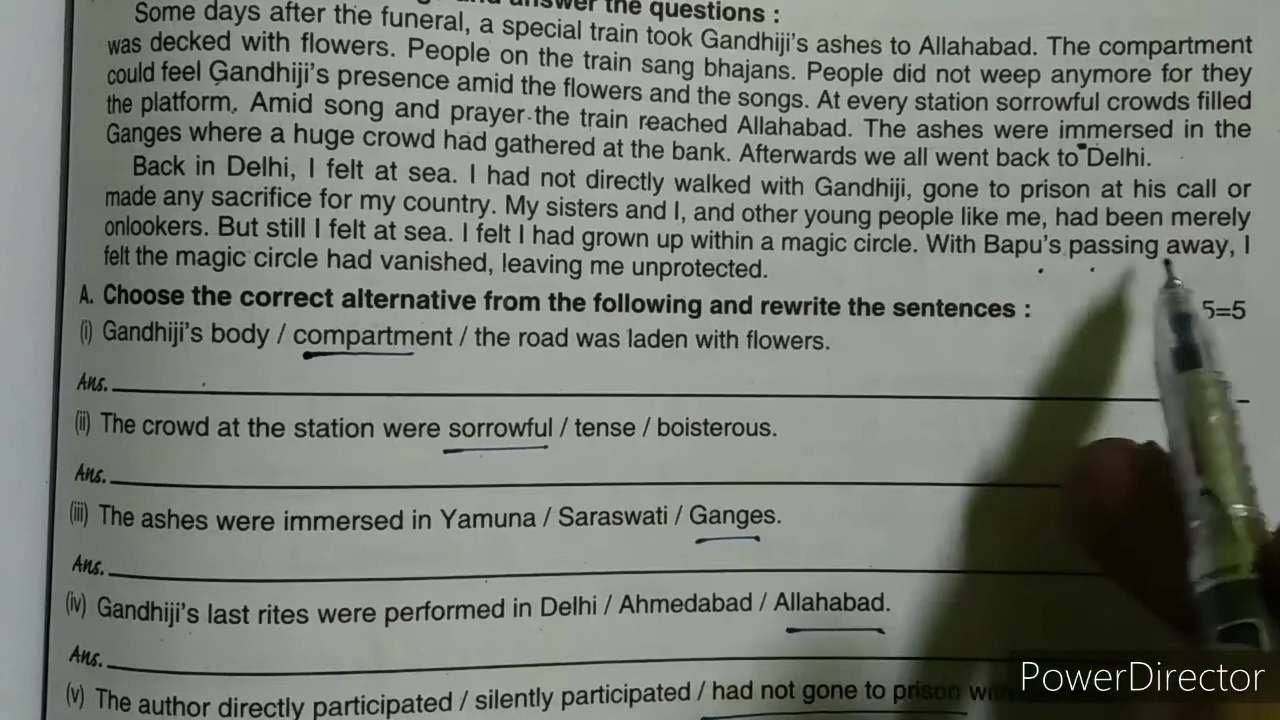 answer the questions :
Some days after the funeral, a special train took Gandhiji's ashes to Allahabad. The compartment
was decked with flowers. People on the train sang bhajans. People did not weep anymore for they
could feel Gandhiji's presence amid the flowers and the songs. At every station sorrowful crowds filled
the platform. Amid song and prayer the train reached Allahabad. The ashes were immersed in the
Ganges where a huge crowd had gathered at the bank. Afterwards we all went back to Delhi.
Back in Delhi, I felt at sea. I had not directly walked with Gandhiji, gone to prison at his call or
made any sacrifice for my country. My sisters and I, and other young people like me, had been merely
onlookers. But still I felt at sea. I felt I had grown up within a magic circle. With Bapu's passing away, I
felt the magic circle had vanished, leaving me unprotected.
A. Choose the correct alternative from the following and rewrite the sentences : 5=5
(i) Gandhiji's body / compartment / the road was laden with flowers.
Ans.
(ii) The crowd at the station were sorrowful / tense / boisterous.
Ans.
(iii) The ashes were immersed in Yamuna / Saraswati / Ganges.
Ans.
(iv) Gandhiji's last rites were performed in Delhi / Ahmedabad / Allahabad.
Ans.
(v) The author directly participated / silently participated / had not gone to prison
PowerDirector